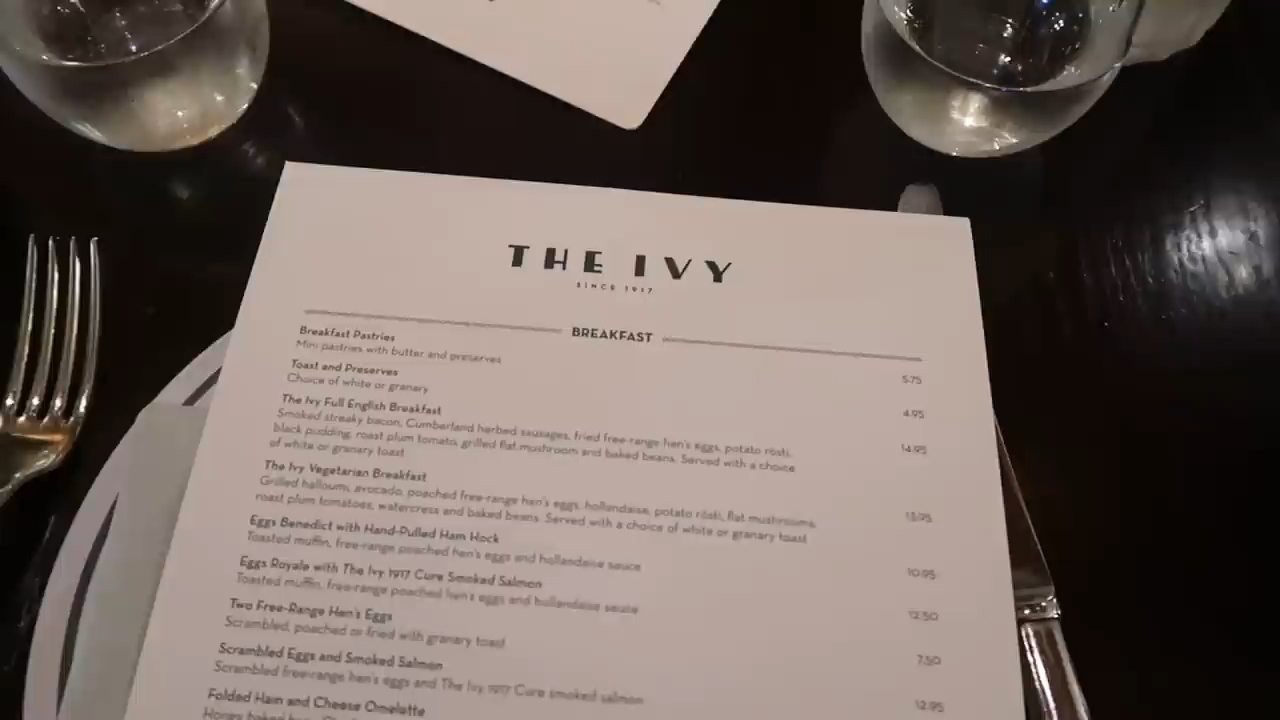 THE IVY
SINCE 1917
BREAKFAST
Breakfast Pastries
Mini pastries with butter and preserves
5.75
Toast and Preserves
Choice of white or granary
4.95
The Ivy Full English Breakfast
Smoked streaky bacon, Cumberland herbed sausages, fried free-range hen's eggs, potato rösti,
black pudding, roast plum tomato, grilled flat mushroom and baked beans. Served with a choice
of white or granary toast
14.95
The Ivy Vegetarian Breakfast
Grilled halloumi, avocado, poached free-range hen's eggs, hollandaise, potato rösti, flat mushrooms,
roast plum tomatoes, watercress and baked beans. Served with a choice of white or granary toast
13.95
Eggs Benedict with Hand-Pulled Ham Hock
Toasted muffin, free-range poached hen's eggs and hollandaise sauce
10.95
Eggs Royale with The Ivy 1917 Cure Smoked Salmon
Toasted muffin, free-range poached hen's eggs and hollandaise sauce
12.50
Two Free-Range Hen's Eggs
Scrambled, poached or fried with granary toast
7.50
Scrambled Eggs and Smoked Salmon
Scrambled free-range hen's eggs and The Ivy 1917 Cure smoked salmon
12.95
Folded Ham and Cheese Omelette
Honey baked